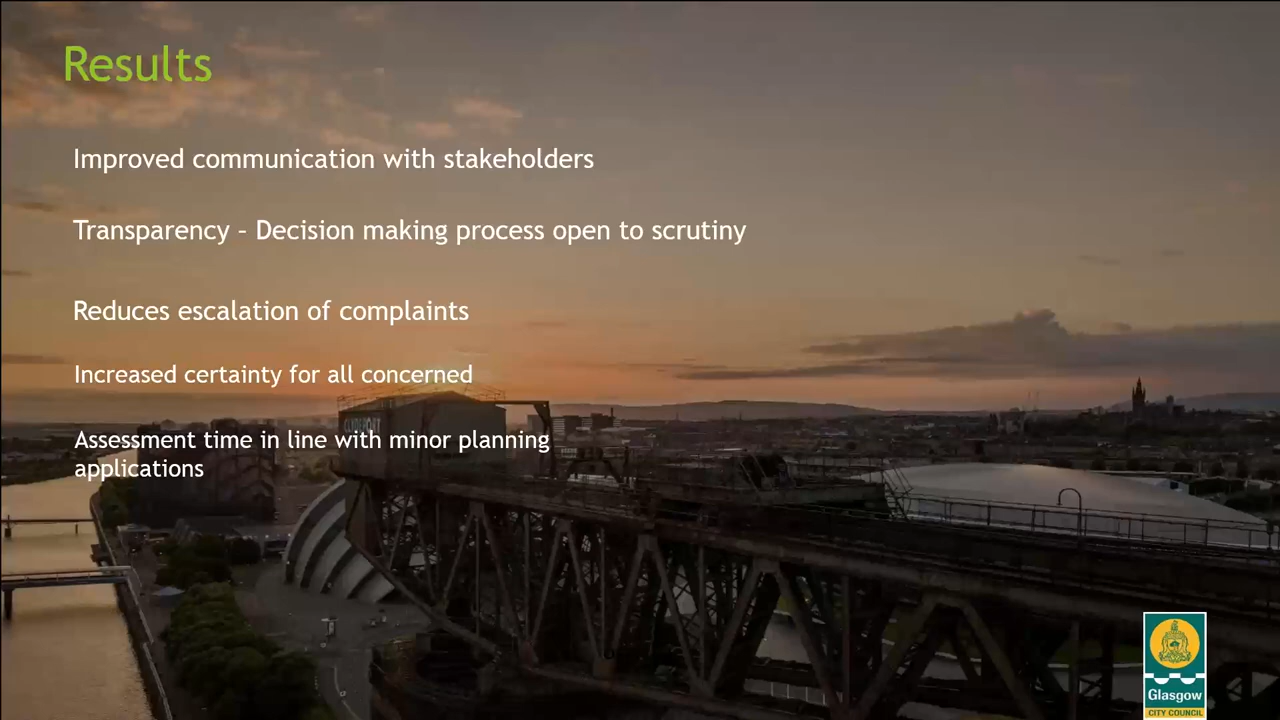 Results
Improved communication with stakeholders
Transparency – Decision making process open to scrutiny
Reduces escalation of complaints
Increased certainty for all concerned
Assessment time in line with minor planning
applications
Glasgow
CITY COUNCIL